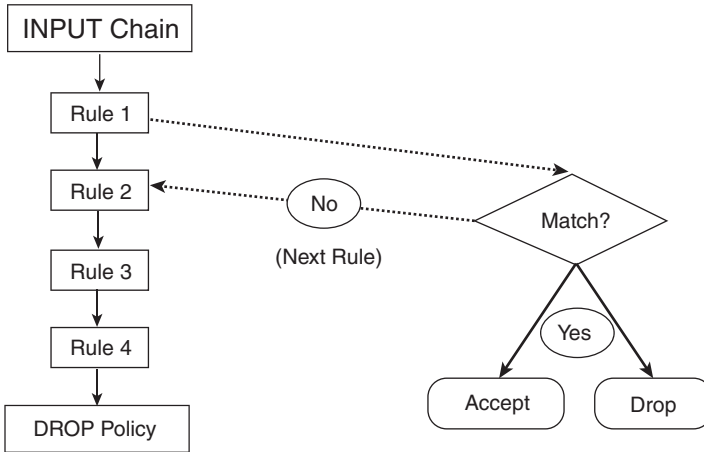 INPUT Chain
Rule 1
Rule 2
No
Match?
(Next Rule)
Rule 3
Yes
Rule 4
Accept
Drop
DROP Policy